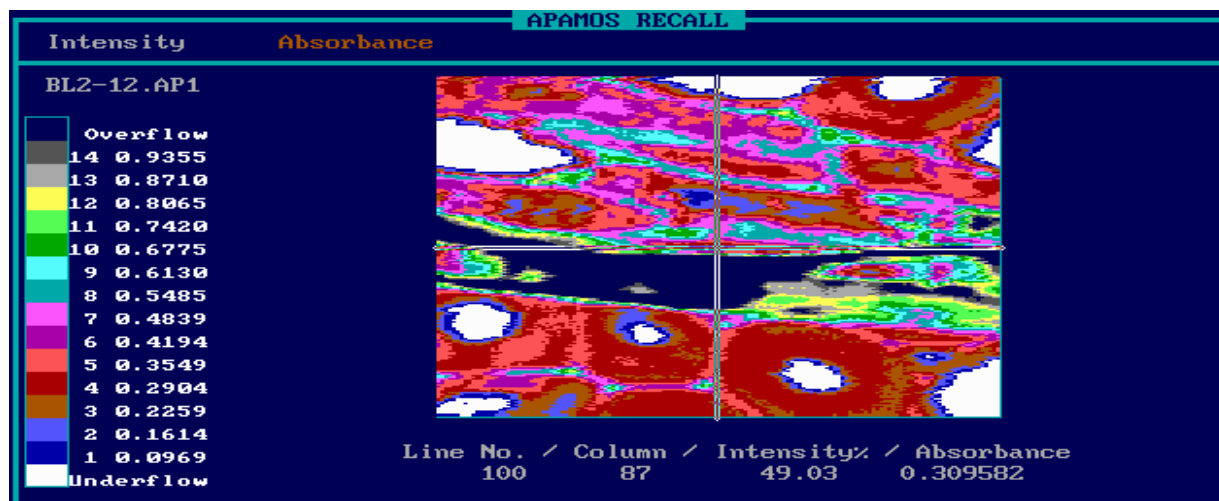 APAMOS RECALL
Intensity Absorbance
BL2-12.AP1
Overflow
14 0.9355
13 0.8710
12 0.8065
11 0.7420
10 0.6775
9 0.6130
8 0.5485
7 0.4839
6 0.4194
5 0.3549
4 0.2904
3 0.2259
2 0.1614
1 0.0969
Underflow
Line No. / Column / Intensity% / Absorbance
100 87 49.03 0.309582